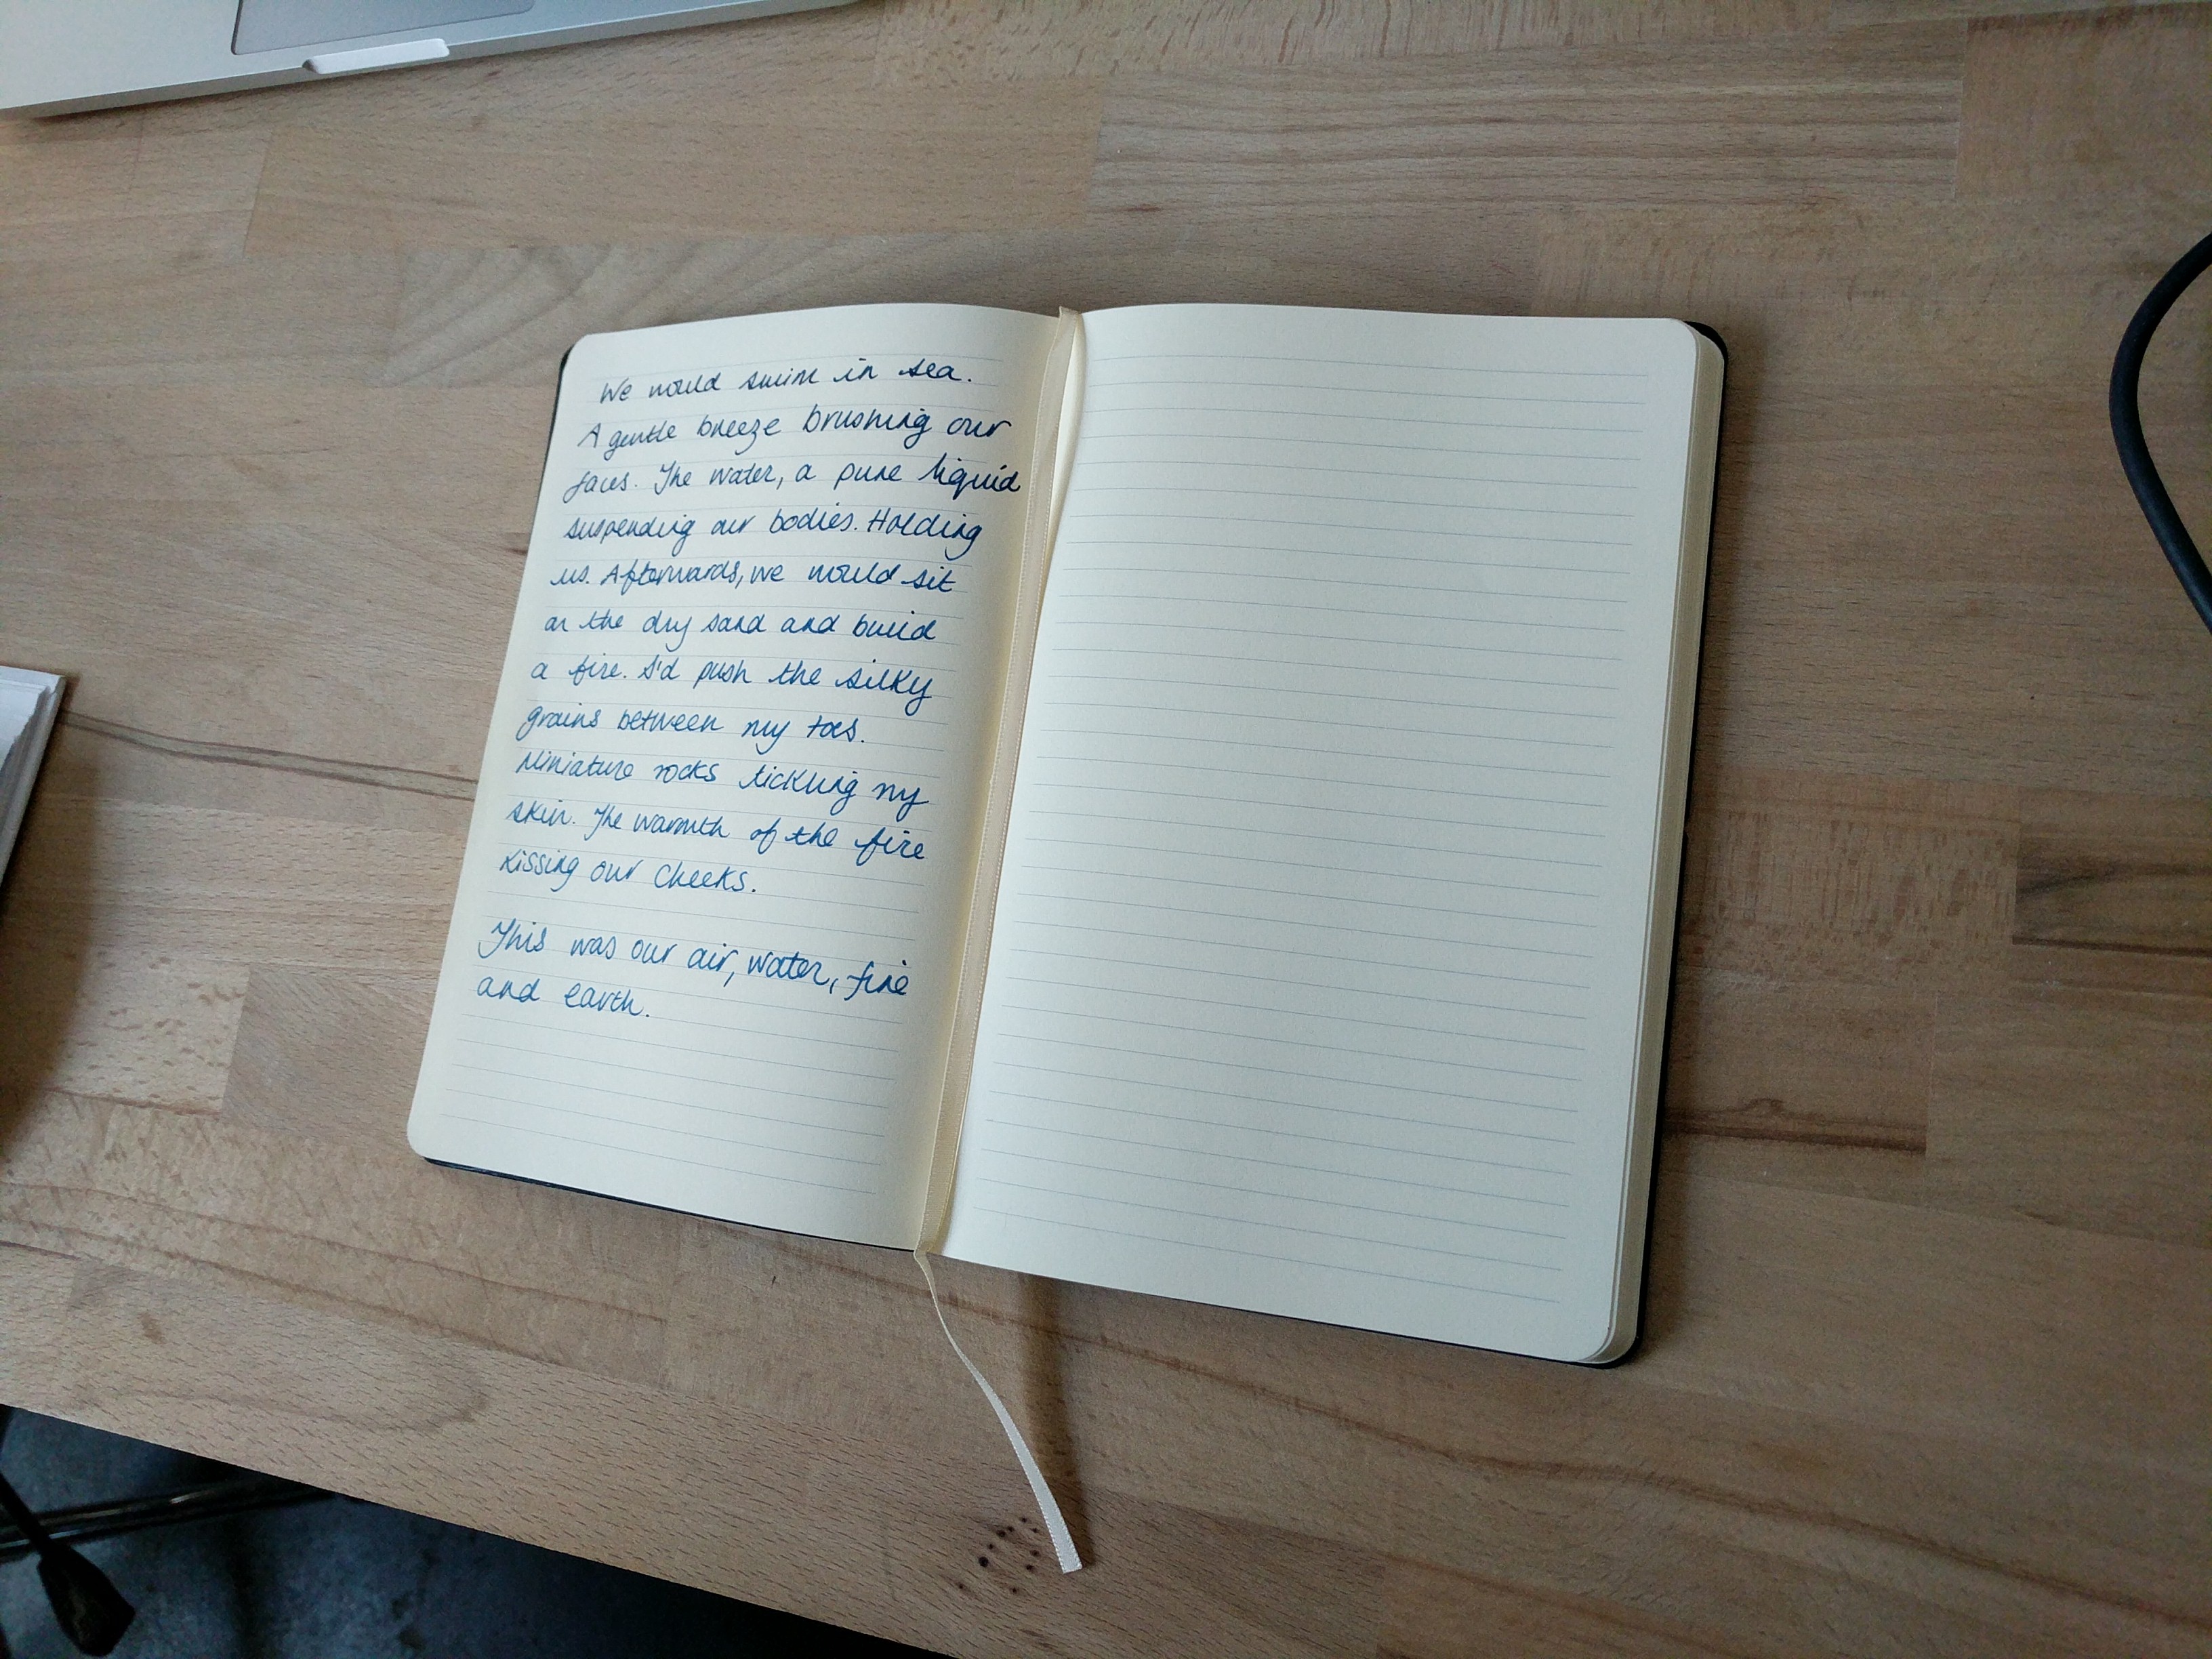 We would swim in sea.
A gentle breeze brushing our
faces. The water, a pure liquid
suspending our bodies. Holding
us. Afterwards, we would sit
on the dry sand and build
a fire. I'd push the silky
grains between my toes.
Miniature rocks tickling my
skin. The warmth of the fire
kissing our cheeks.
This was our air, water, fire
and earth.